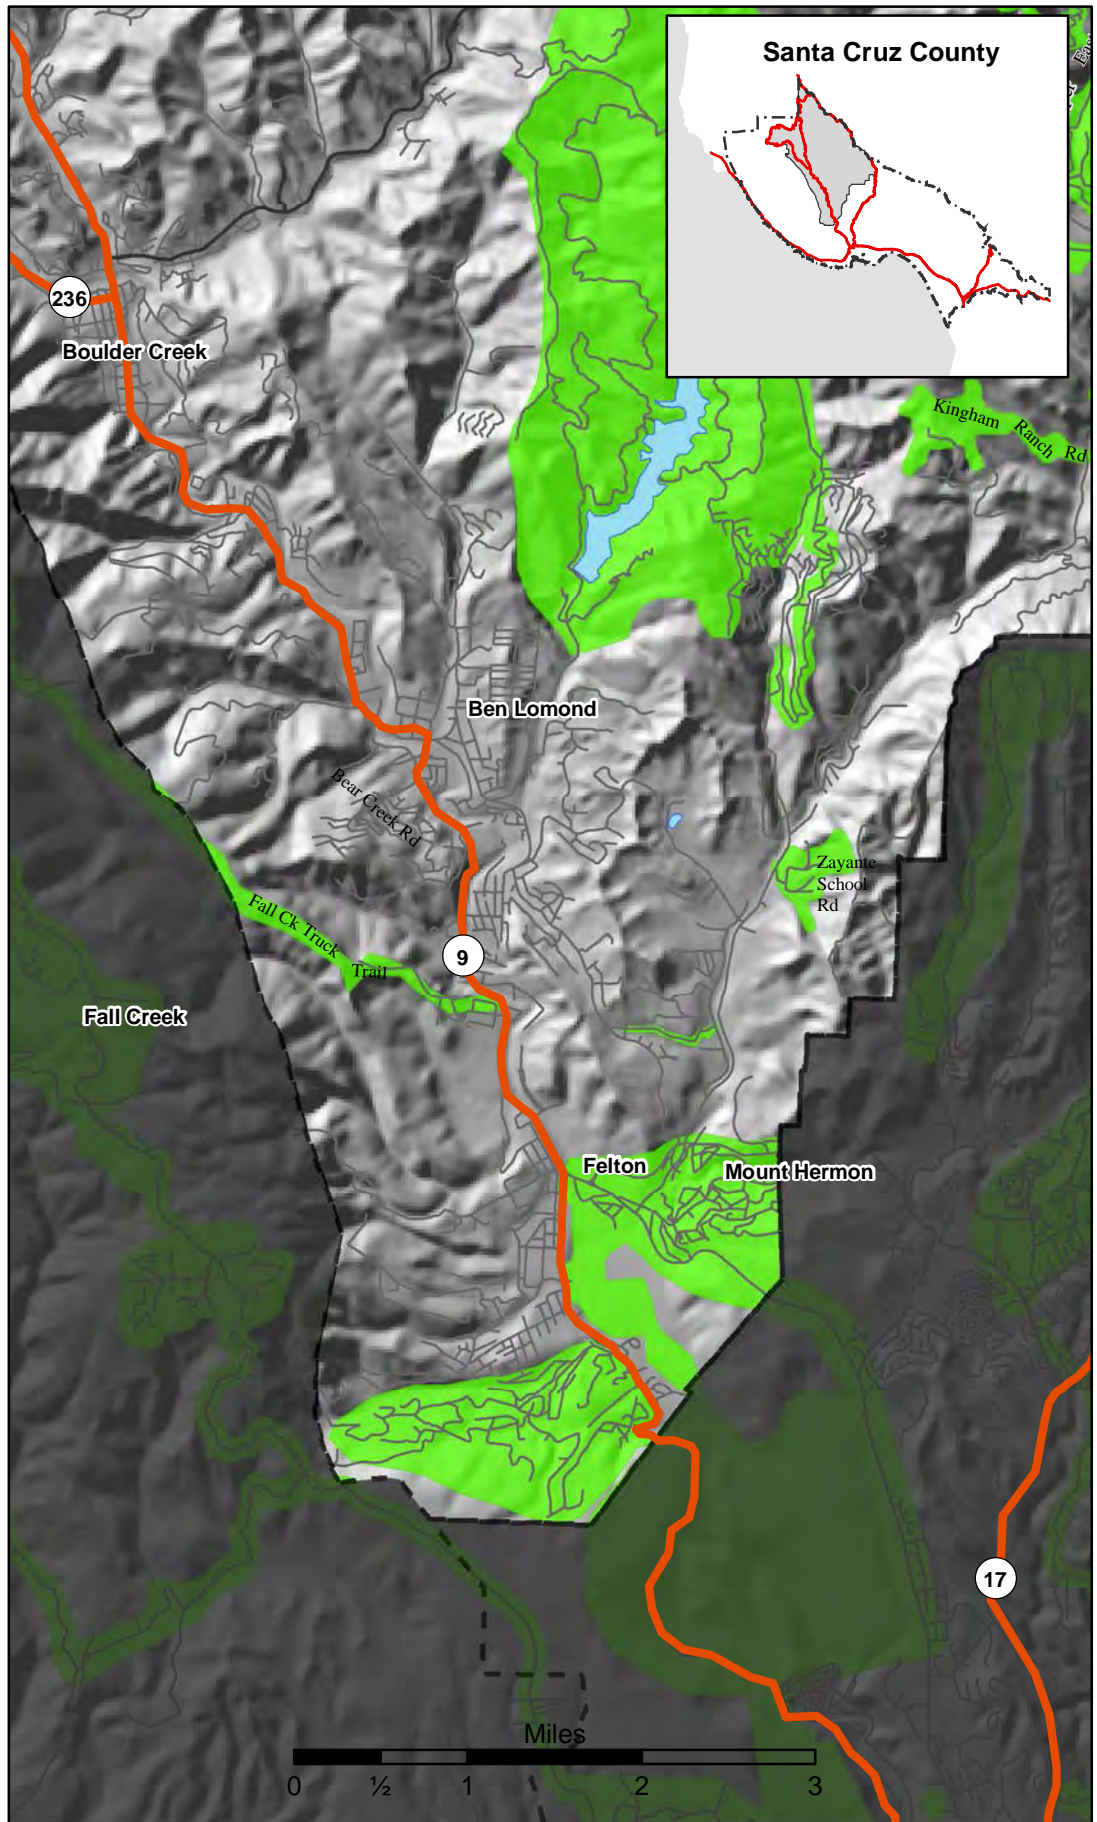 Santa Cruz County
236
Boulder Creek
Kingham
Ranch
Rd
Ben Lomond
Bear Creek Rd
Zayante
School
Rd
Fall Ck Truck
Trail
9
Fall Creek
Felton
Mount Hermon
17
Miles
0
½
1
2
3